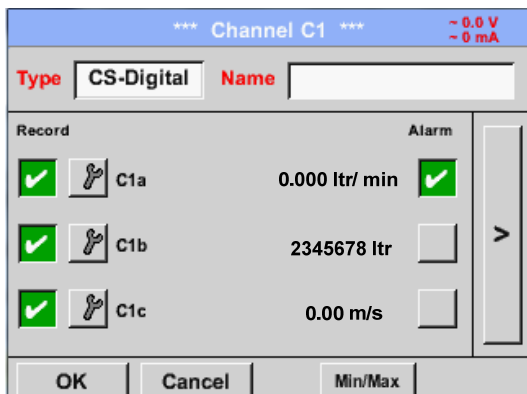 *** Channel C1 ***
~ 0.0 V
~ 0 mA
Type CS-Digital Name
Record Alarm
C1a 0.000 ltr/ min
C1b 2345678 ltr
>
C1c 0.00 m/s
OK Cancel Min/Max